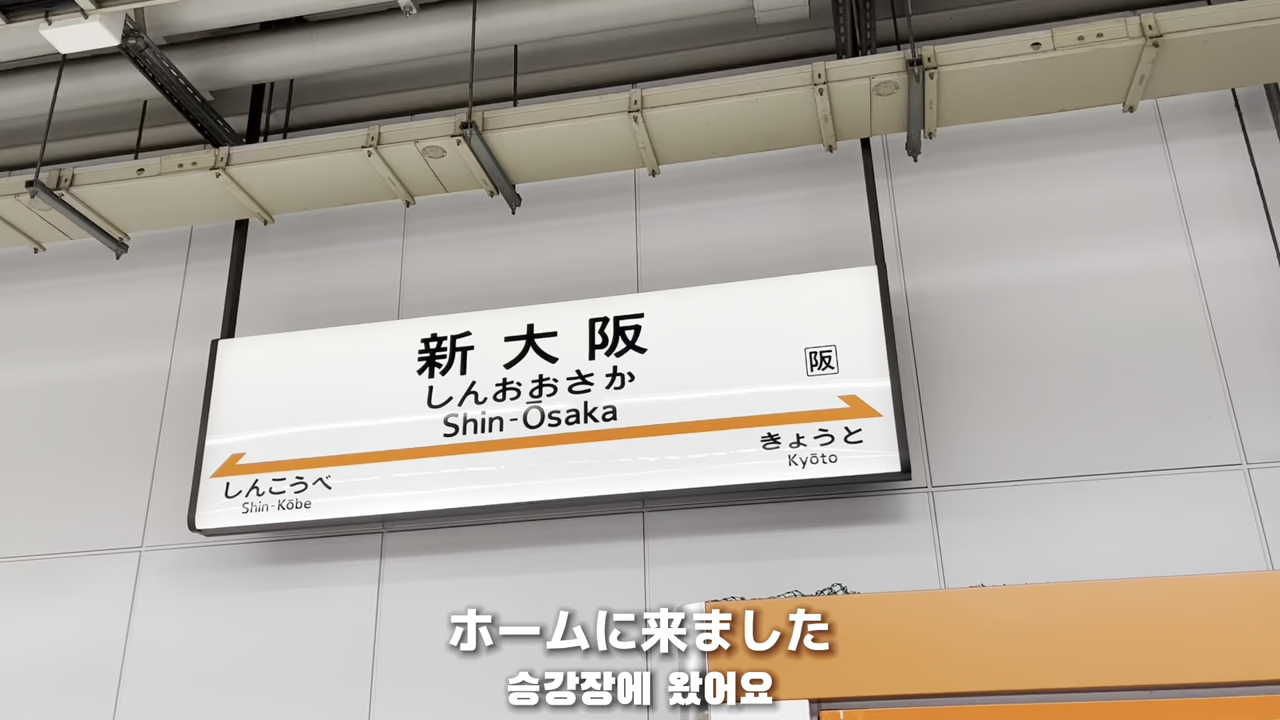 新大阪
しんおおさか
Shin-Ōsaka
阪
しんこうべ
Shin-Kōbe
きょうと
Kyōto
ホームに来ました
승강장에 왔어요